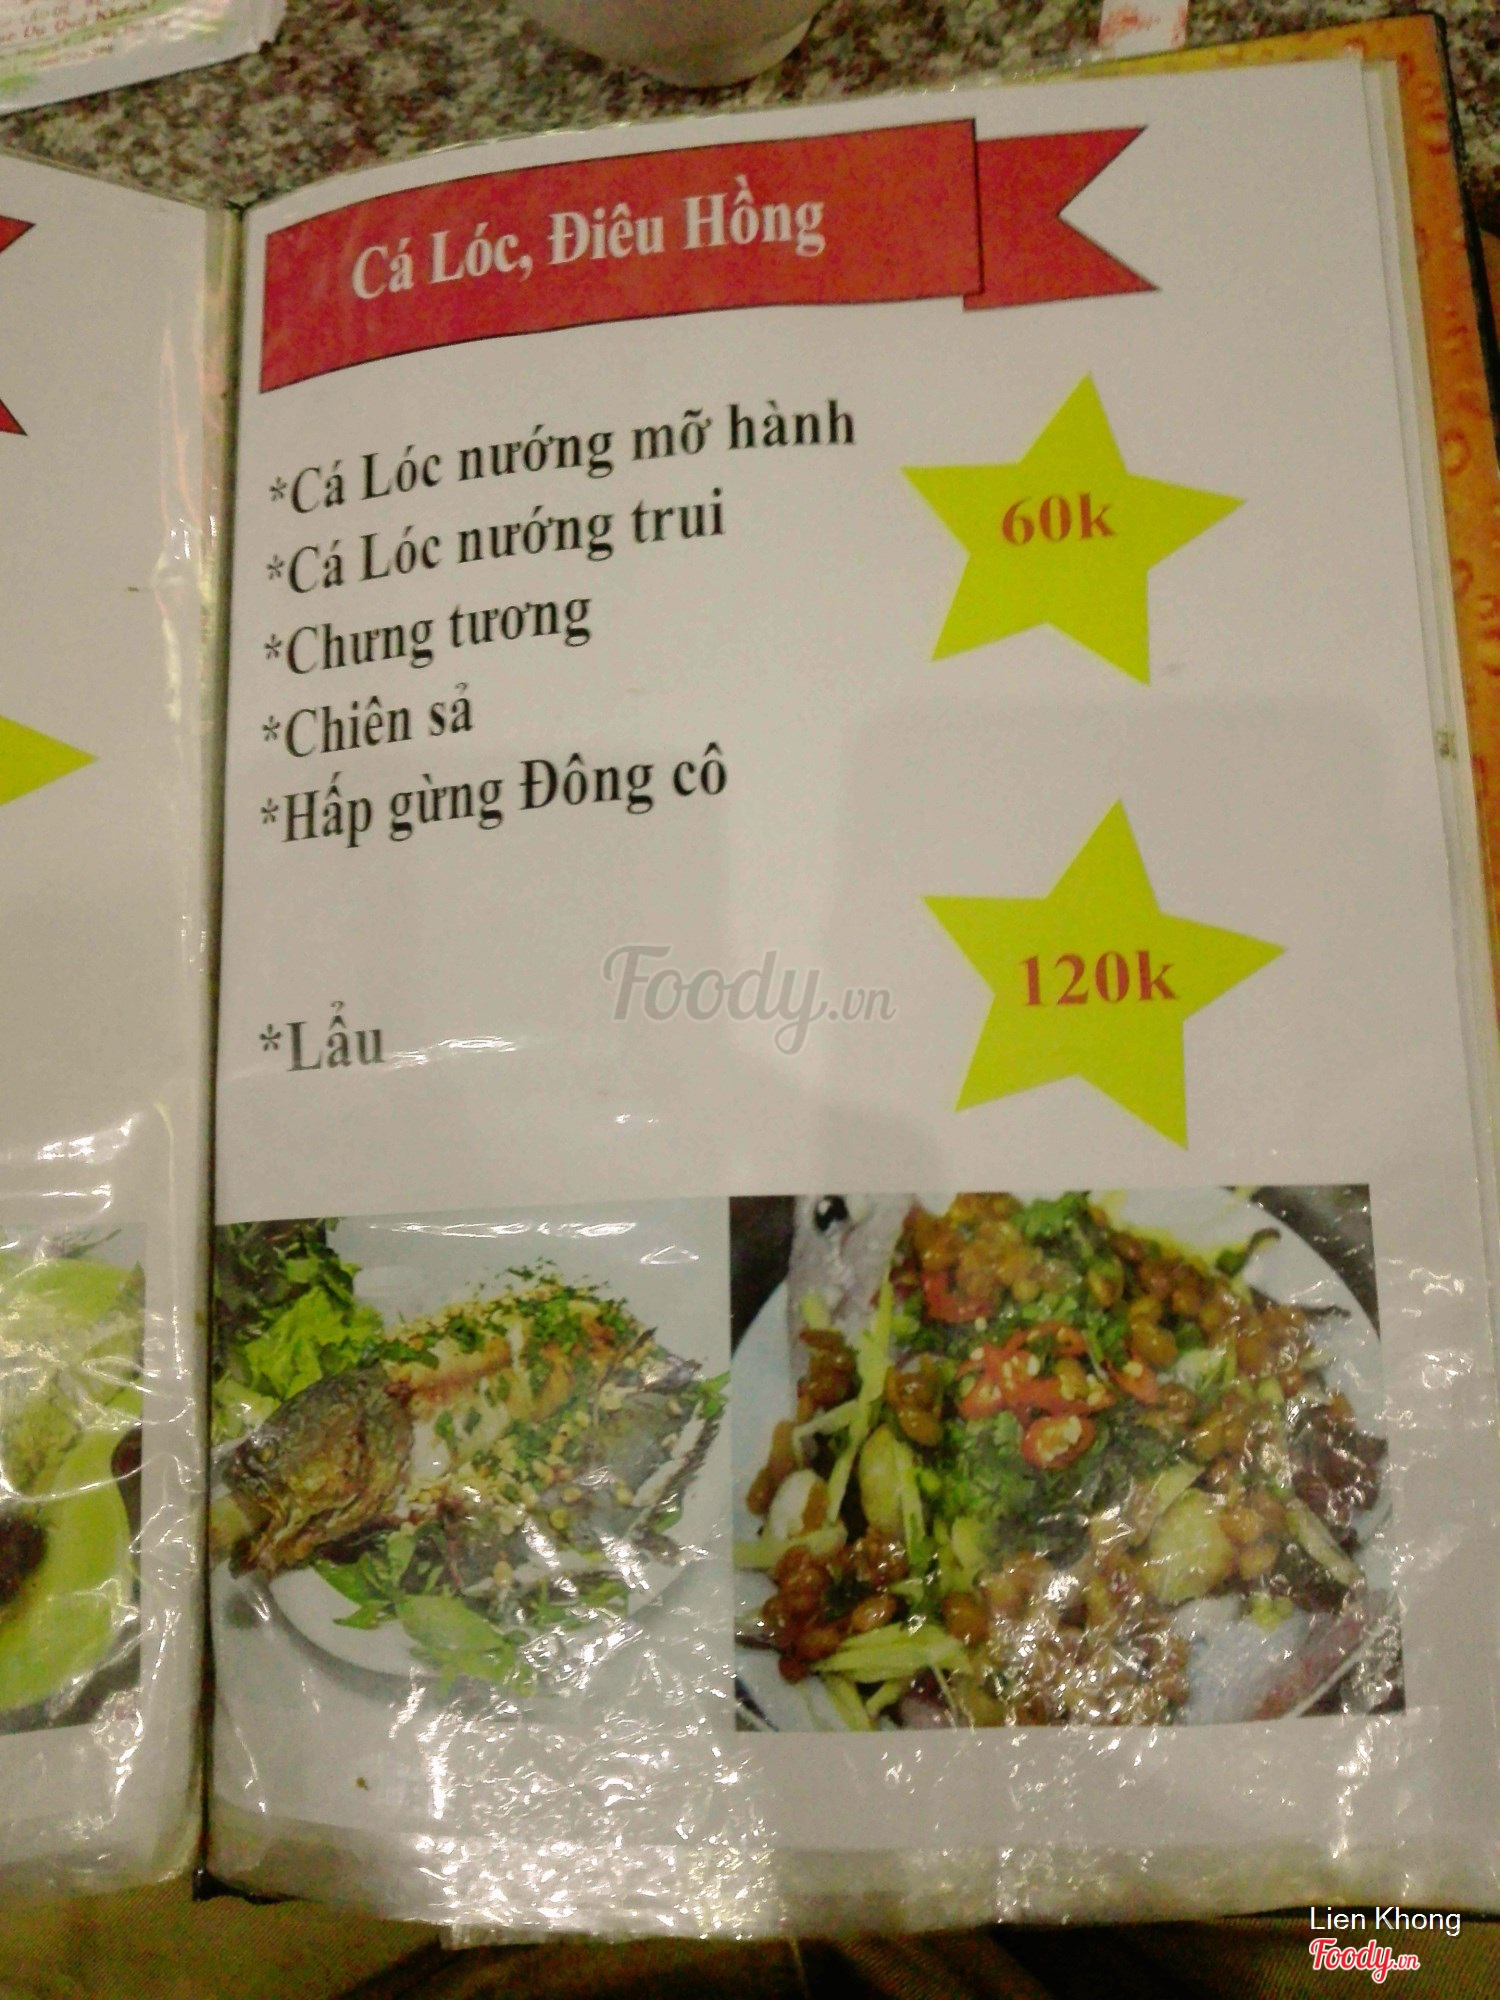 Cá Lóc, Điêu Hồng
*Cá Lóc nướng mỡ hành
*Cá Lóc nướng trui
*Chưng tương
*Chiên sả
*Hấp gừng Đông cô
60k
*Lẩu
120k
Foody.vn
Lien Khong
Foody.vn